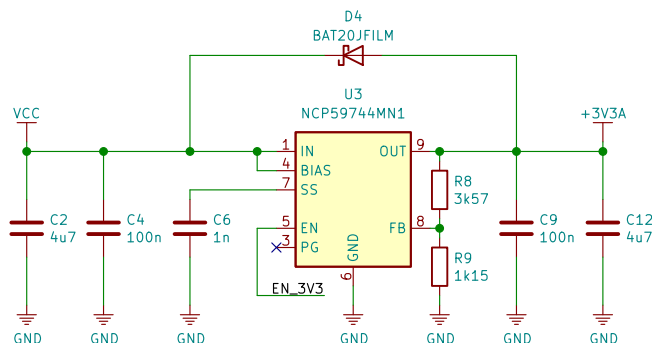 D4
BAT20JFILM
U3
NCP59744MN1
VCC
+3V3A
1 IN OUT 9
4 BIAS
7 SS
R8
3k57
C2
4u7
C4
100n
C6
1n
5 EN FB 8
C9
100n
C12
4u7
3 PG
GND
6
R9
1k15
EN_3V3
GND GND GND GND GND GND GND